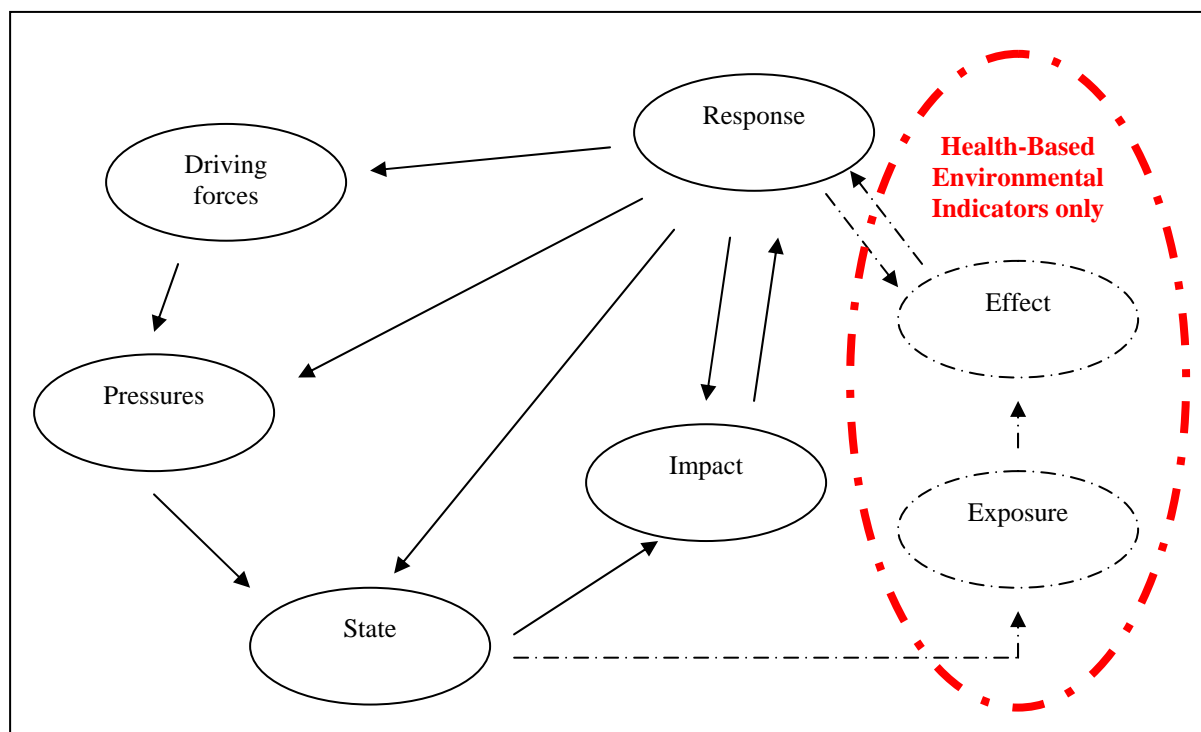 Response
Driving
forces
Health-Based
Environmental
Indicators only
Effect
Pressures
Impact
Exposure
State